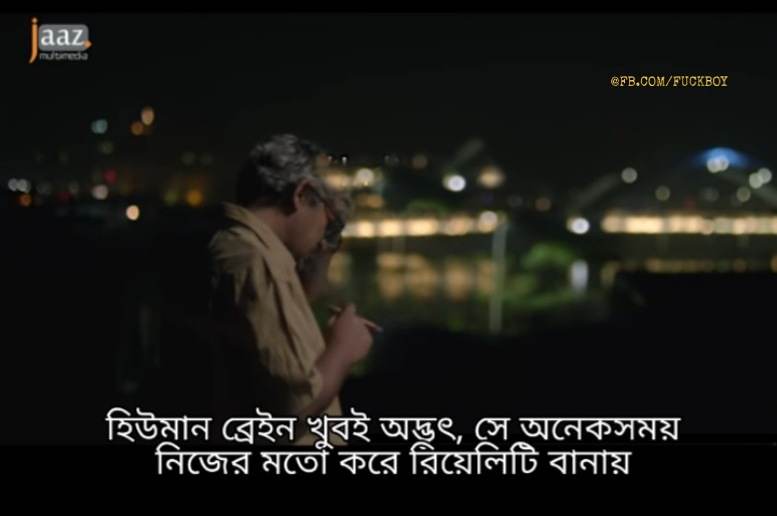 jaaz
multimedia
@FB.COM/FUCKBOY
হিউমান ব্রেইন খুবই অদ্ভুৎ, সে অনেকসময়
নিজের মতো করে রিয়েলিটি বানায়